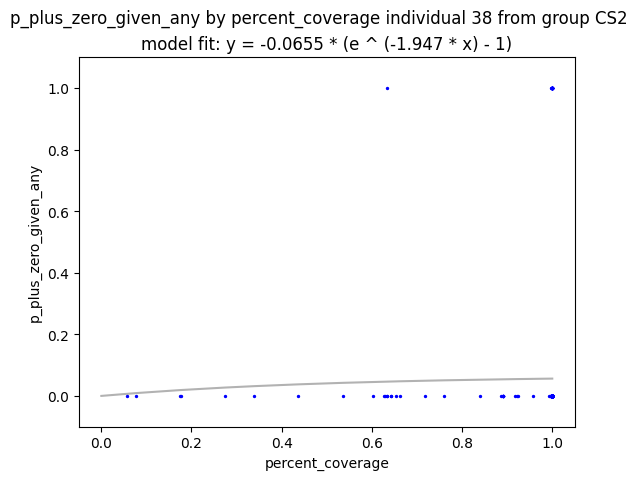 p_plus_zero_given_any by percent_coverage individual 38 from group CS2
model fit: y = -0.0655 * (e ^ (-1.947 * x) - 1)
1.0
0.8
0.6
0.4
0.2
0.0
p_plus_zero_given_any
0.0 0.2 0.4 0.6 0.8 1.0
percent_coverage